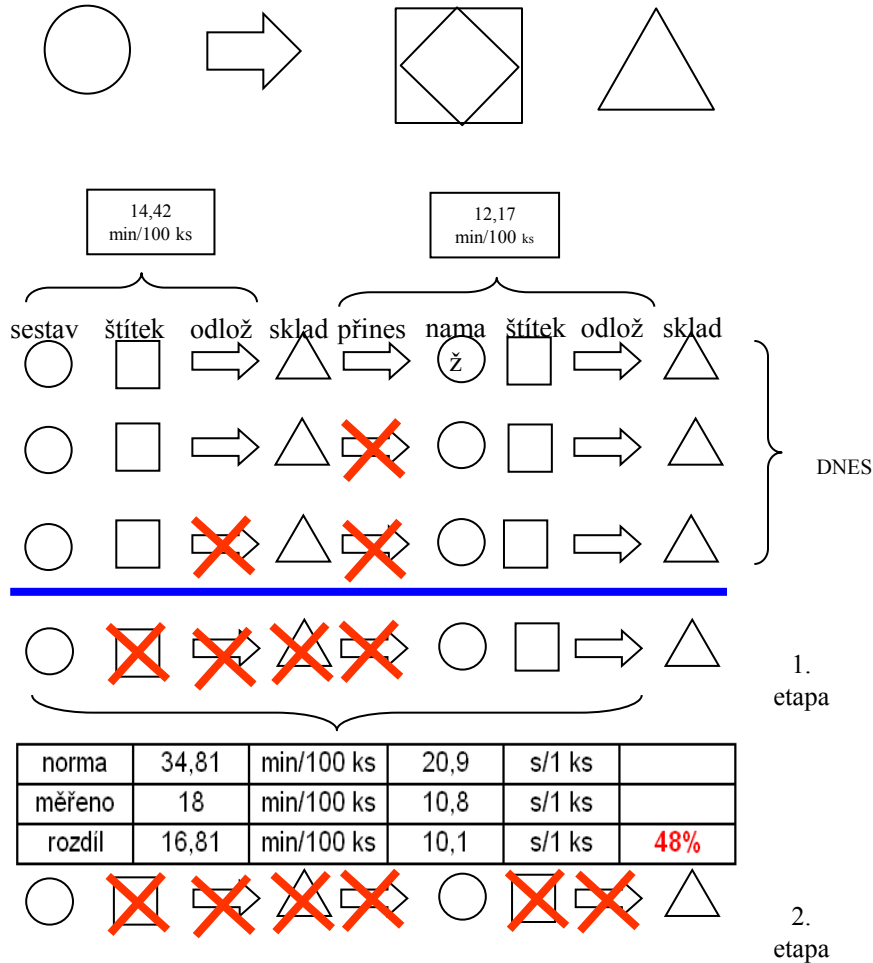 14,42
min/100 ks
12,17
min/100 ks
sestav štítek odlož sklad přines nama štítek odlož sklad
ž
DNES
1.
etapa
norma 34,81 min/100 ks 20,9 s/1 ks
měřeno 18 min/100 ks 10,8 s/1 ks
rozdíl 16,81 min/100 ks 10,1 s/1 ks 48%
2.
etapa